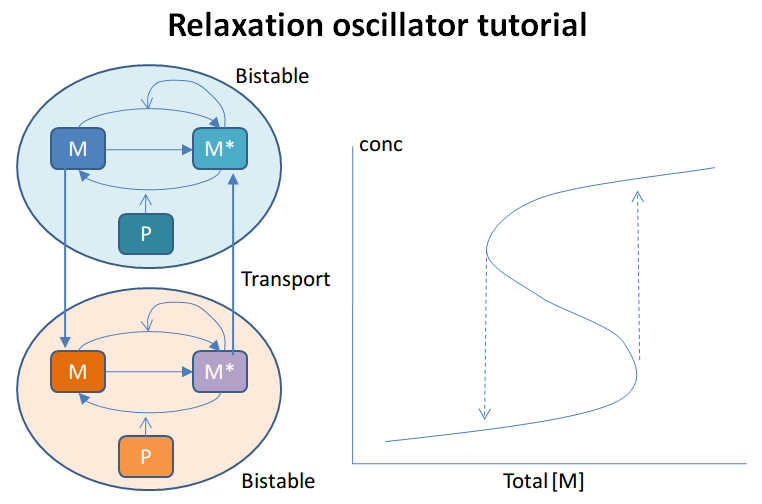 Relaxation oscillator tutorial
Bistable
M
M*
P
Transport
M
M*
P
Bistable
conc
Total [M]